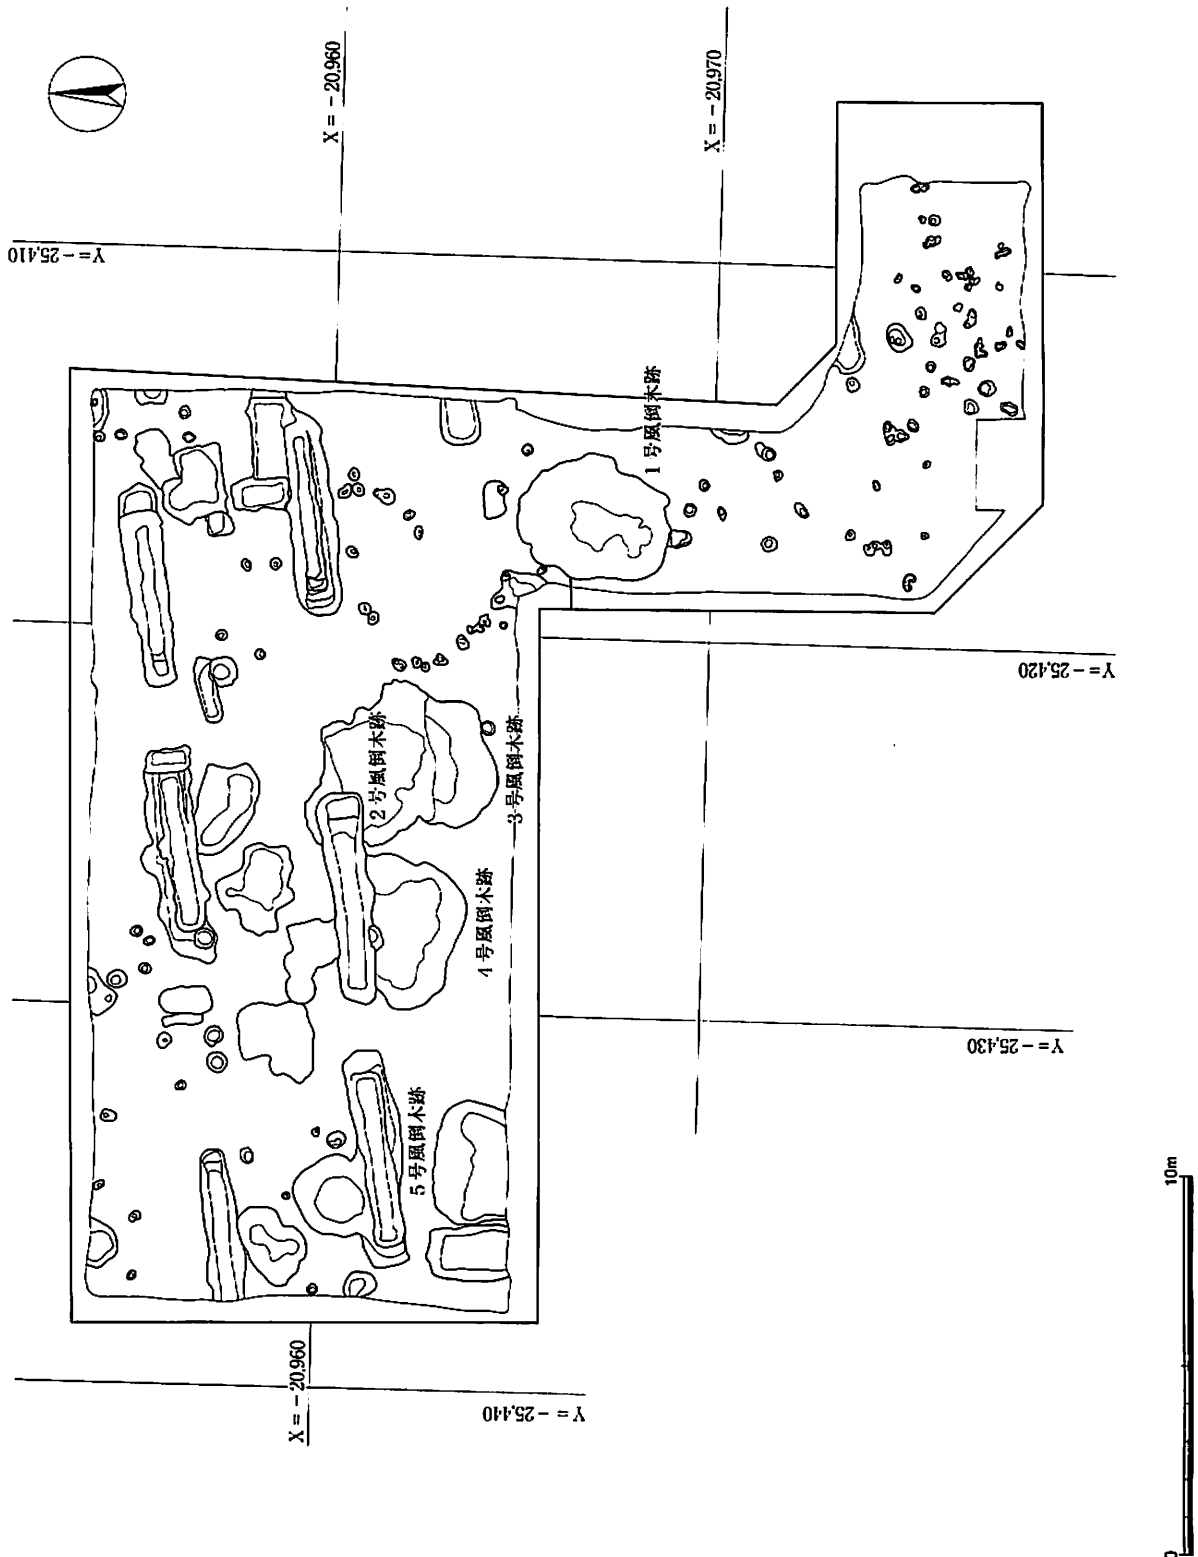 X = −20,960
X = −20,970
Y = −25,410
1号風倒木跡
Y = −25,420
2号風倒木跡
3号風倒木跡
4号風倒木跡
Y = −25,430
5号風倒木跡
X = −20,960
Y = −25,440
0
10m